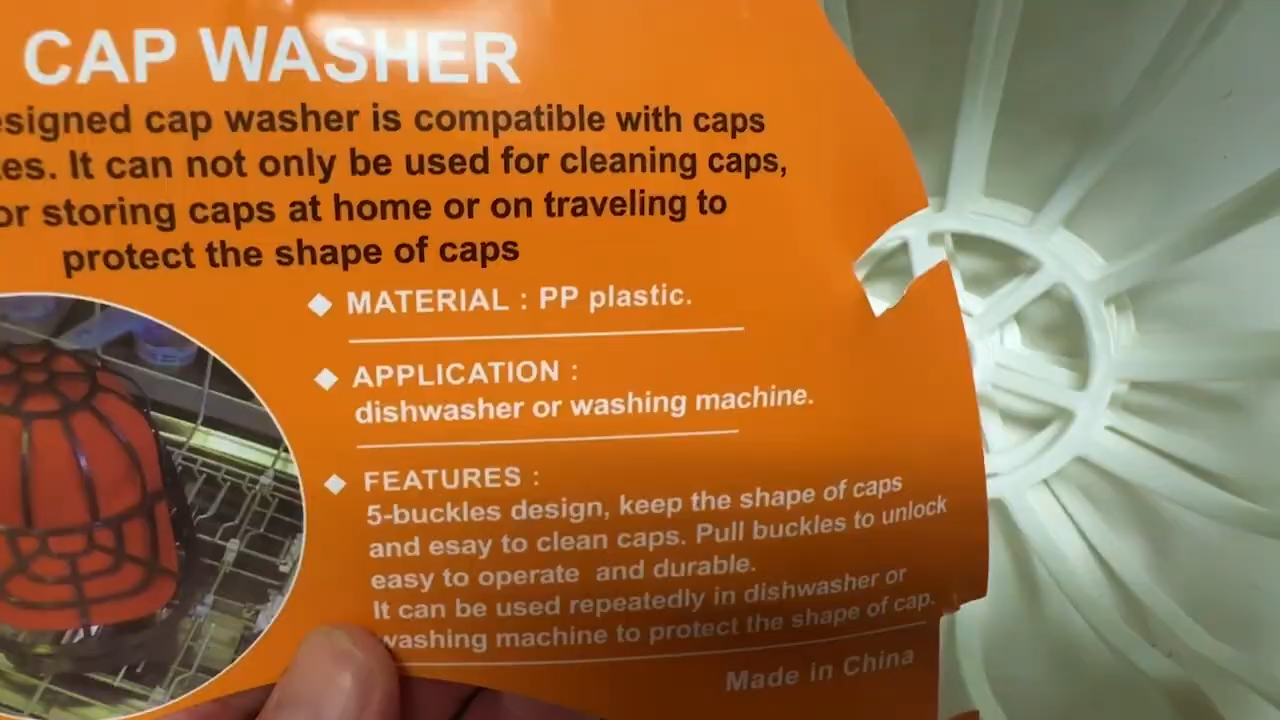 CAP WASHER
signed cap washer is compatible with caps
es. It can not only be used for cleaning caps,
or storing caps at home or on traveling to
protect the shape of caps
MATERIAL : PP plastic.
APPLICATION :
dishwasher or washing machine.
FEATURES :
5-buckles design, keep the shape of caps
and esay to clean caps. Pull buckles to unlock
easy to operate and durable.
It can be used repeatedly in dishwasher or
washing machine to protect the shape of cap.
Made in China